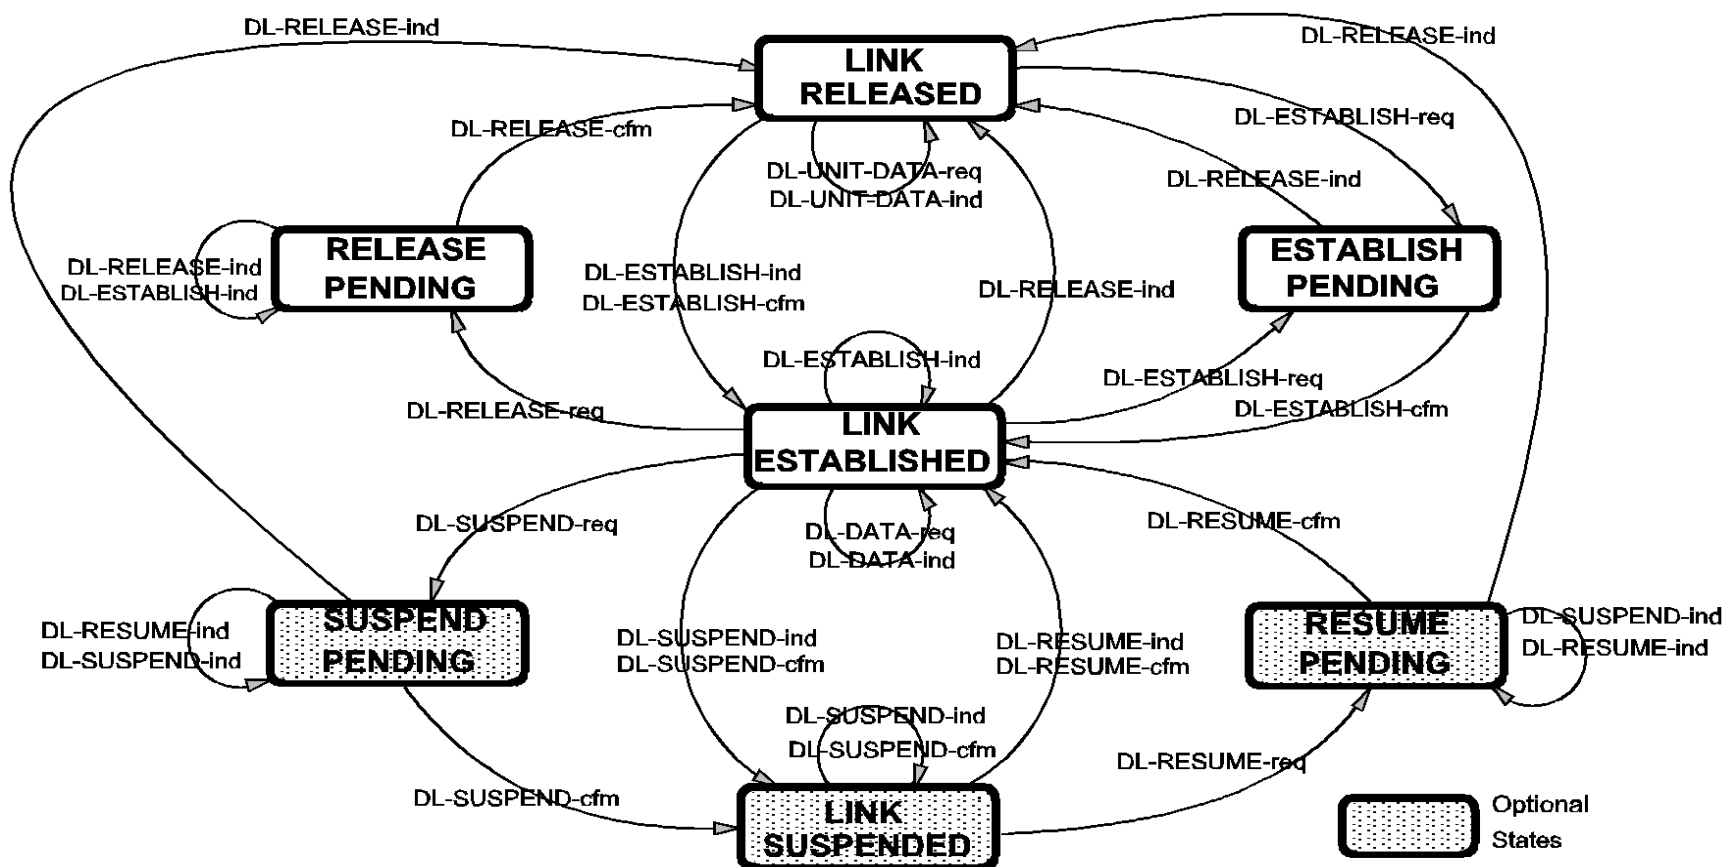 DL-RELEASE-ind
LINK
RELEASED
DL-RELEASE-ind
DL-RELEASE-cfm
DL-ESTABLISH-req
DL-UNIT-DATA-req
DL-UNIT-DATA-ind
DL-RELEASE-ind
RELEASE
PENDING
ESTABLISH
PENDING
DL-RELEASE-ind
DL-ESTABLISH-ind
DL-ESTABLISH-ind
DL-ESTABLISH-cfm
DL-RELEASE-ind
DL-ESTABLISH-ind
DL-ESTABLISH-req
DL-RELEASE-req
DL-ESTABLISH-cfm
LINK
ESTABLISHED
DL-SUSPEND-req
DL-DATA-req
DL-DATA-ind
DL-RESUME-cfm
SUSPEND
PENDING
RESUME
PENDING
DL-RESUME-ind
DL-SUSPEND-ind
DL-SUSPEND-ind
DL-SUSPEND-cfm
DL-RESUME-ind
DL-RESUME-cfm
DL-SUSPEND-ind
DL-RESUME-ind
DL-SUSPEND-ind
DL-SUSPEND-cfm
DL-RESUME-req
DL-SUSPEND-cfm
LINK
SUSPENDED
Optional
States